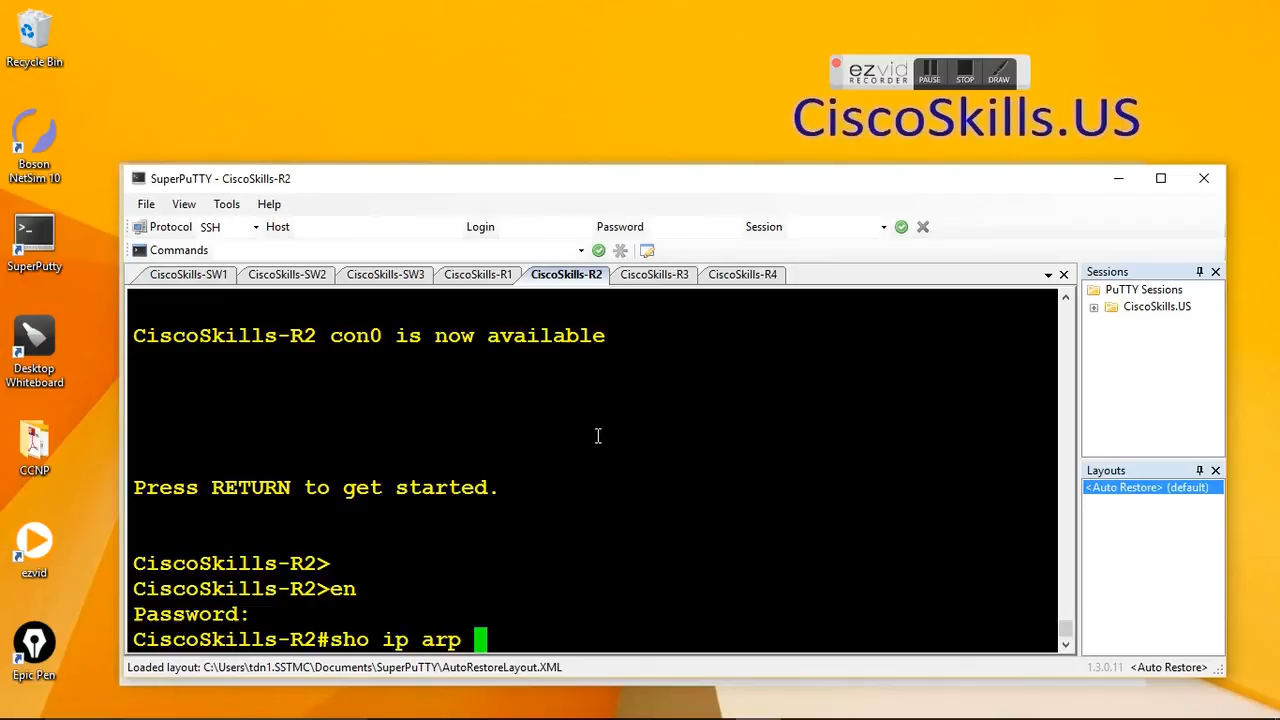 Recycle Bin
Boson
NetSim 10
SuperPutty
Desktop
Whiteboard
CCNP
ezvid
Epic Pen
ezvid
RECORDER
PAUSE
STOP
DRAW
CiscoSkills.US
SuperPuTTY - CiscoSkills-R2
File View Tools Help
Protocol SSH Host Login Password Session
Commands
CiscoSkills-SW1 CiscoSkills-SW2 CiscoSkills-SW3 CiscoSkills-R1 CiscoSkills-R2 CiscoSkills-R3 CiscoSkills-R4
CiscoSkills-R2 con0 is now available
Press RETURN to get started.
CiscoSkills-R2>
CiscoSkills-R2>en
Password:
CiscoSkills-R2#sho ip arp
Sessions
PuTTY Sessions
CiscoSkills.US
Layouts
<Auto Restore> (default)
Loaded layout: C:\Users\tdn1.SSTMC\Documents\SuperPuTTY\AutoRestoreLayout.XML
1.3.0.11 <Auto Restore>